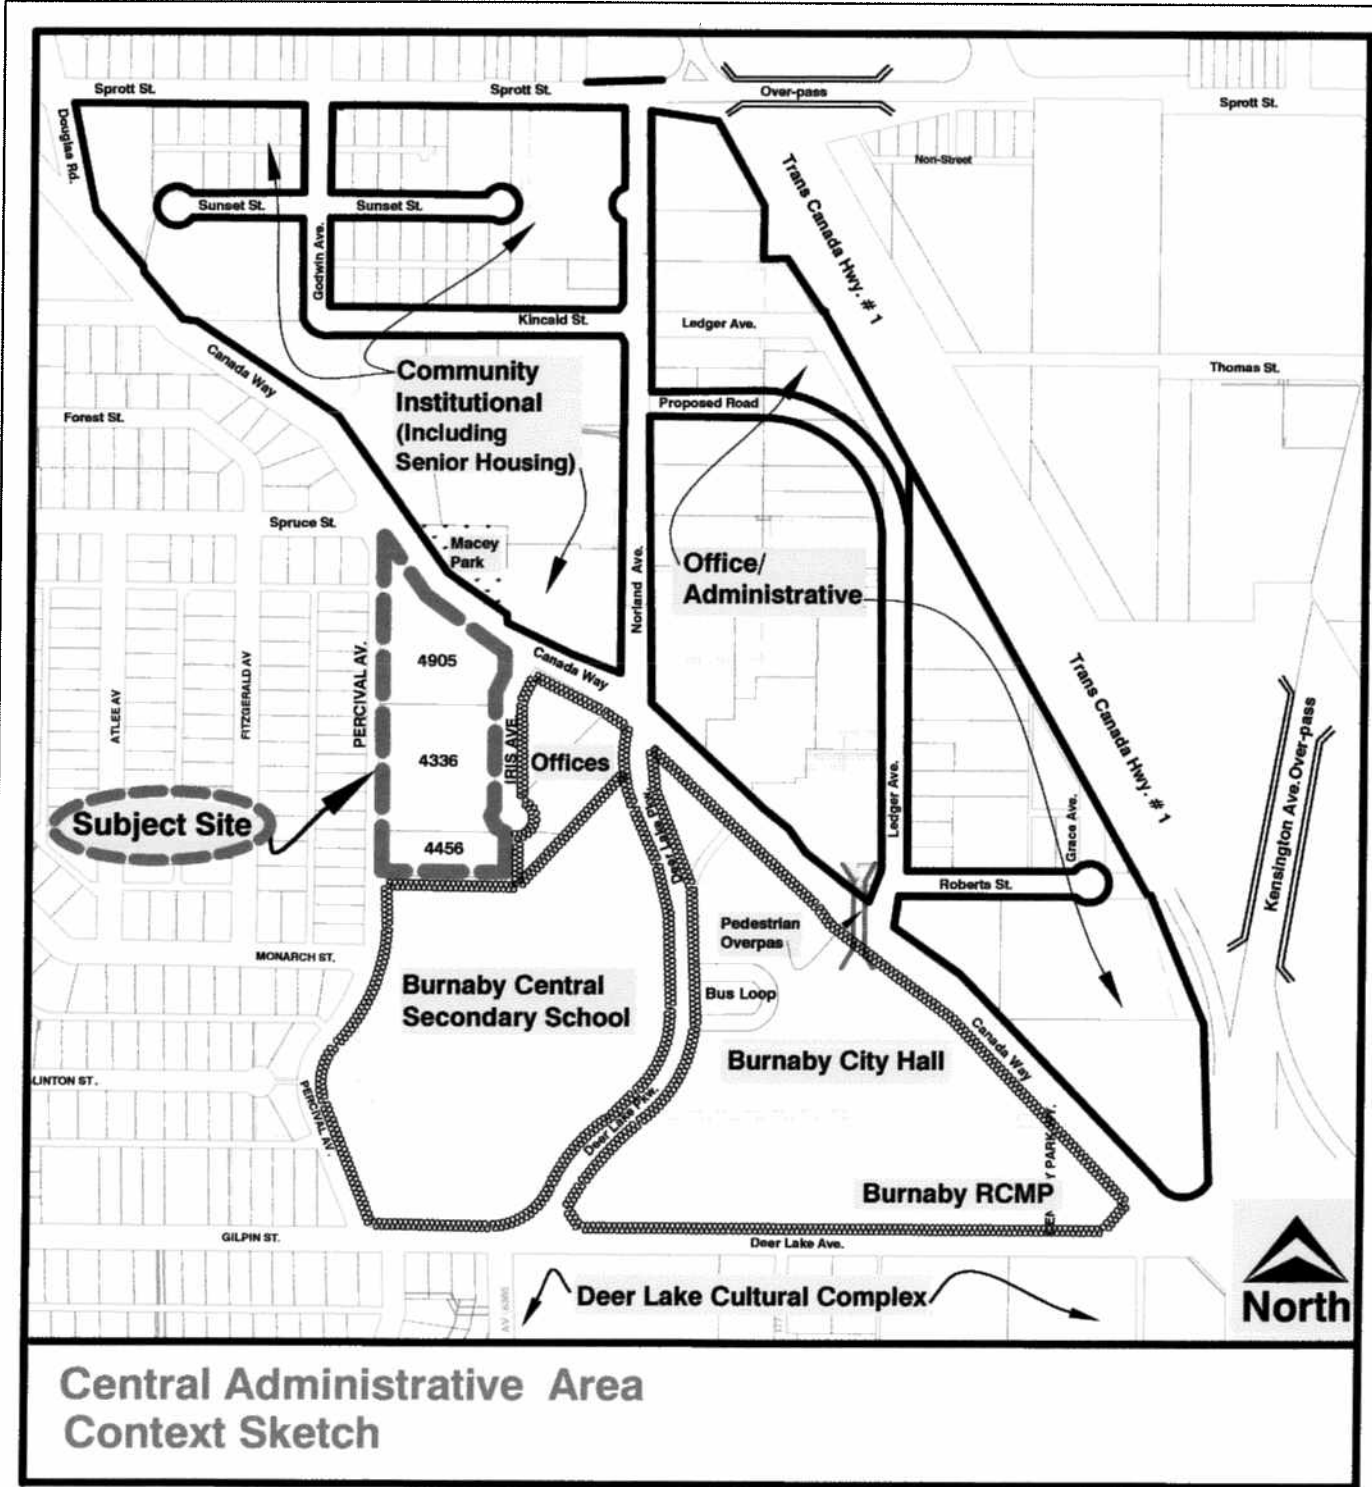 Sprott St.
Sprott St.
Over-pass
Sprott St.
Douglas Rd.
Non-Street
Trans Canada Hwy. # 1
Sunset St.
Sunset St.
Godwin Ave.
Kincaid St.
Ledger Ave.
Canada Way
Thomas St.
Community
Institutional
(Including
Senior Housing)
Proposed Road
Forest St.
Spruce St.
Macey
Park
Norland Ave.
Office/
Administrative
4905
Canada Way
PERCIVAL AV.
ATLEE AV
FITZGERALD AV
Trans Canada Hwy. # 1
4336
IRIS AVE
Offices
Kensington Ave. Over-pass
Subject Site
Deer Lake Pkw.
Ledger Ave.
Grace Ave.
4456
Roberts St.
Pedestrian
Overpas
MONARCH ST.
Burnaby Central
Secondary School
Bus Loop
Canada Way
Burnaby City Hall
LINTON ST.
PERCIVAL AV.
Deer Lake Pkw.
Burnaby RCMP
GILPIN ST.
Deer Lake Ave.
Deer Lake Cultural Complex
North
Central Administrative Area
Context Sketch